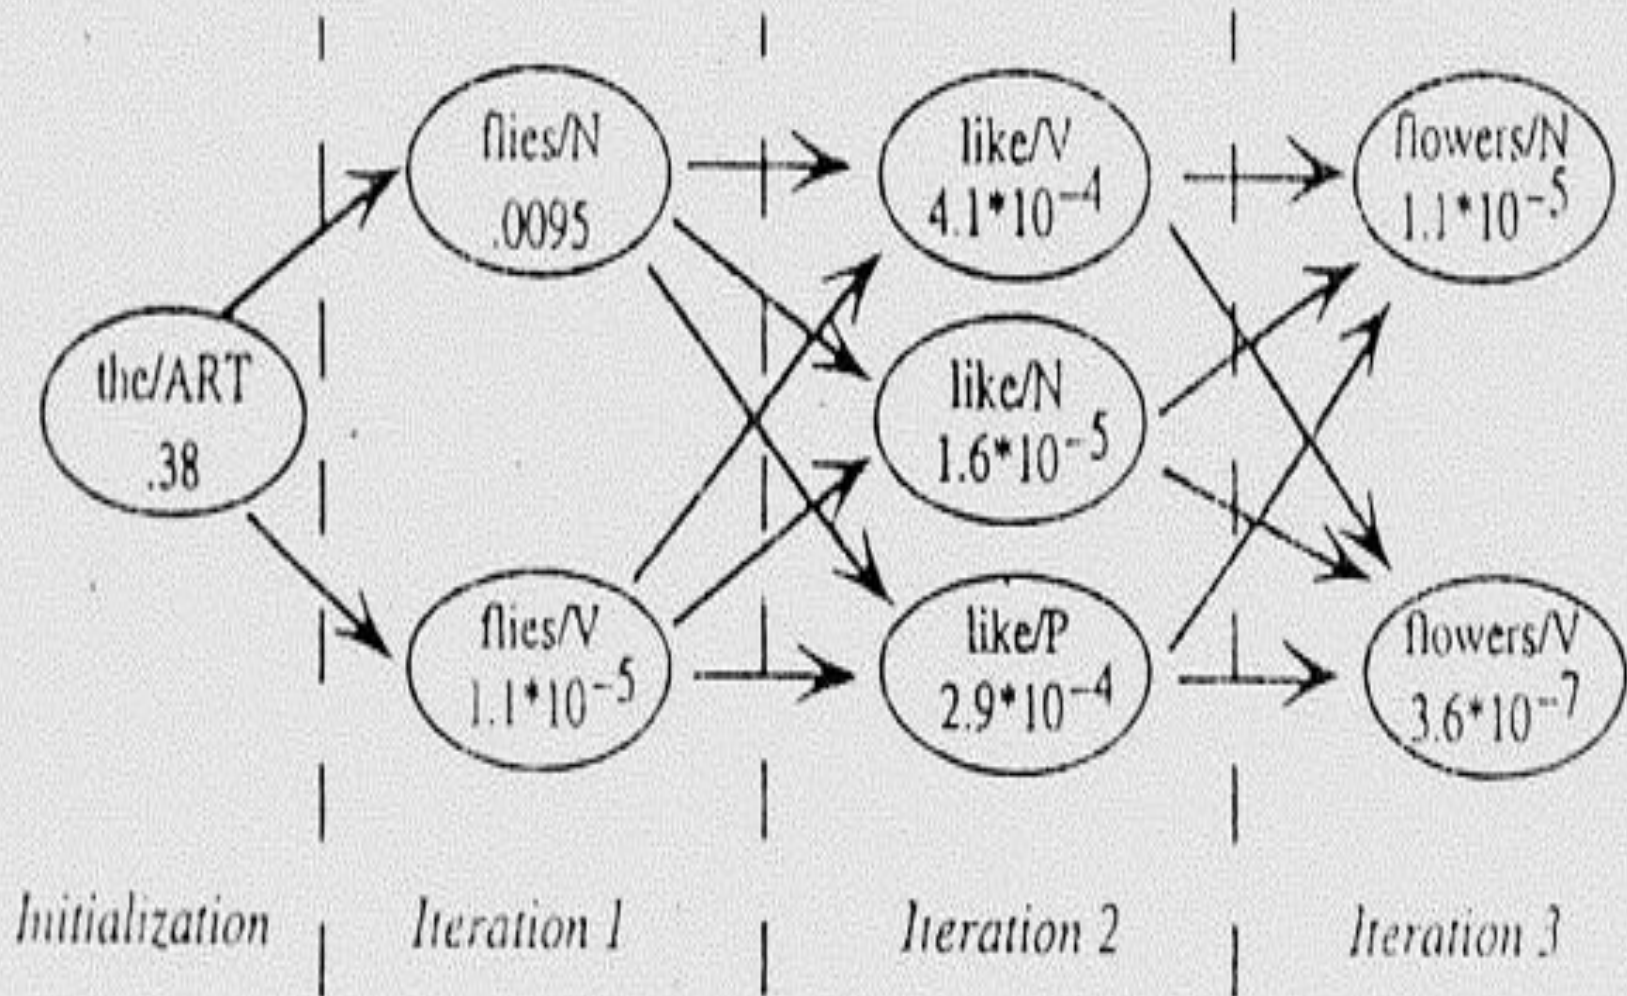 the/ART
.38
flies/N
.0095
flies/V
1.1*10⁻⁵
like/V
4.1*10⁻⁴
like/N
1.6*10⁻⁵
like/P
2.9*10⁻⁴
flowers/N
1.1*10⁻⁵
flowers/V
3.6*10⁻⁷
Initialization
Iteration 1
Iteration 2
Iteration 3